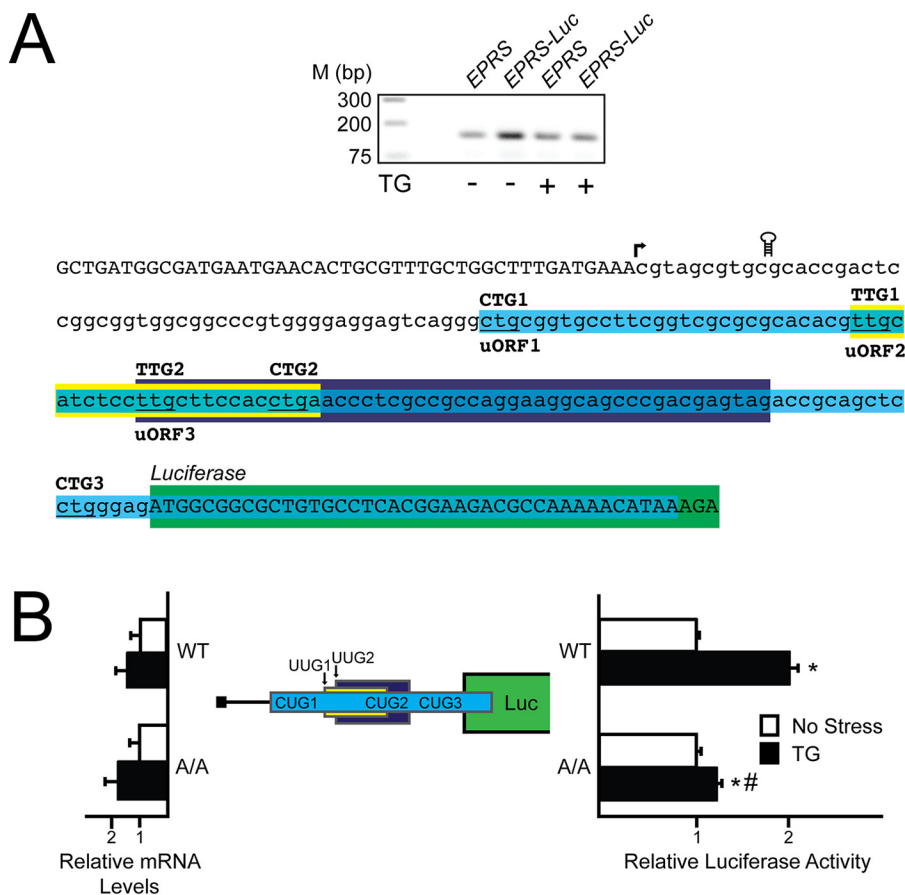 A
EPRS EPRS-Luc EPRS EPRS-Luc
M (bp)
300
200
75
TG - - + +
GCTGATGGCGATGAATGAACACTGCGTTTGCTGGCTTTGATGAAAcgtagcgtgcgcaccgactc
CTG1 TTG1
cggcggtggcggcccgtggggaggagtcagggctgcggtgccttcggtcgcgcgcacacgttgc
uORF1 uORF2
TTG2 CTG2
atctccttgcttccacctgaaccctcgccgccaggaaggcagcccgacgagtagaccgcagctc
uORF3
CTG3 Luciferase
ctgggagATGGCGGCGCTGTGCCTCACGGAAGACGCCAAAAACATAAAGA
B
WT
A/A
2 1
Relative mRNA
Levels
UUG1 UUG2
CUG1 CUG2 CUG3 Luc
WT *
A/A *#
No Stress
TG
1 2
Relative Luciferase Activity